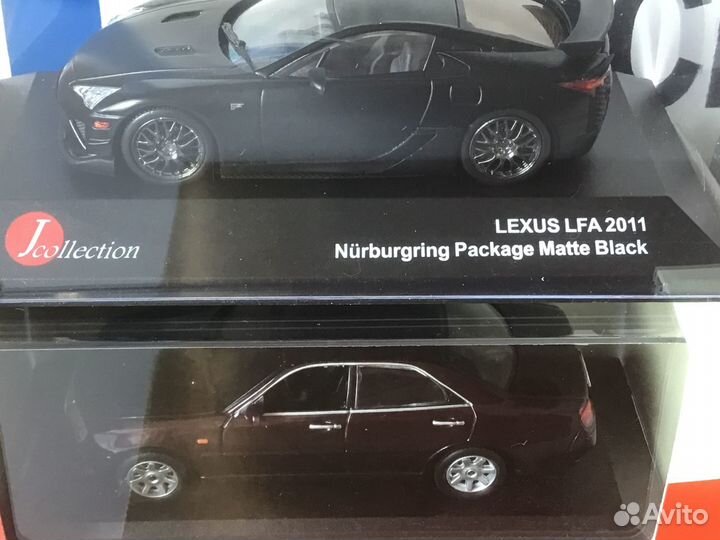 LEXUS LFA 2011
Jcollection
Nürburgring Package Matte Black
Avito